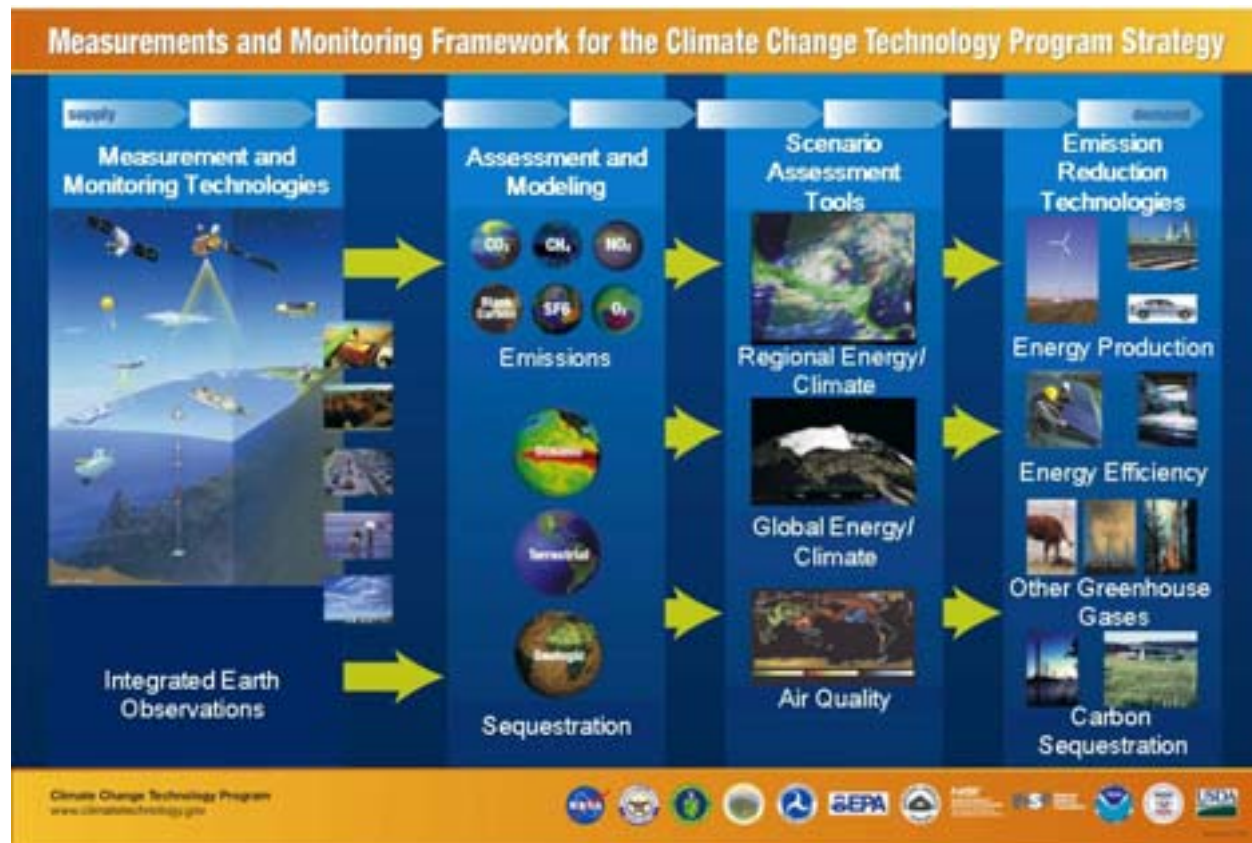 Measurements and Monitoring Framework for the Climate Change Technology Program Strategy
supply
demand
Measurement and
Monitoring Technologies
Integrated Earth
Observations
Assessment and
Modeling
CO₂
CH₄
NO₂
Black
Carbon
SF6
O₃
Emissions
Oceanic
Terrestrial
Geologic
Sequestration
Scenario
Assessment
Tools
Regional Energy/
Climate
Global Energy/
Climate
Air Quality
Emission
Reduction
Technologies
Energy Production
Energy Efficiency
Other Greenhouse
Gases
Carbon
Sequestration
Climate Change Technology Program
www.climatetechnology.gov
NASA
EPA
USDA